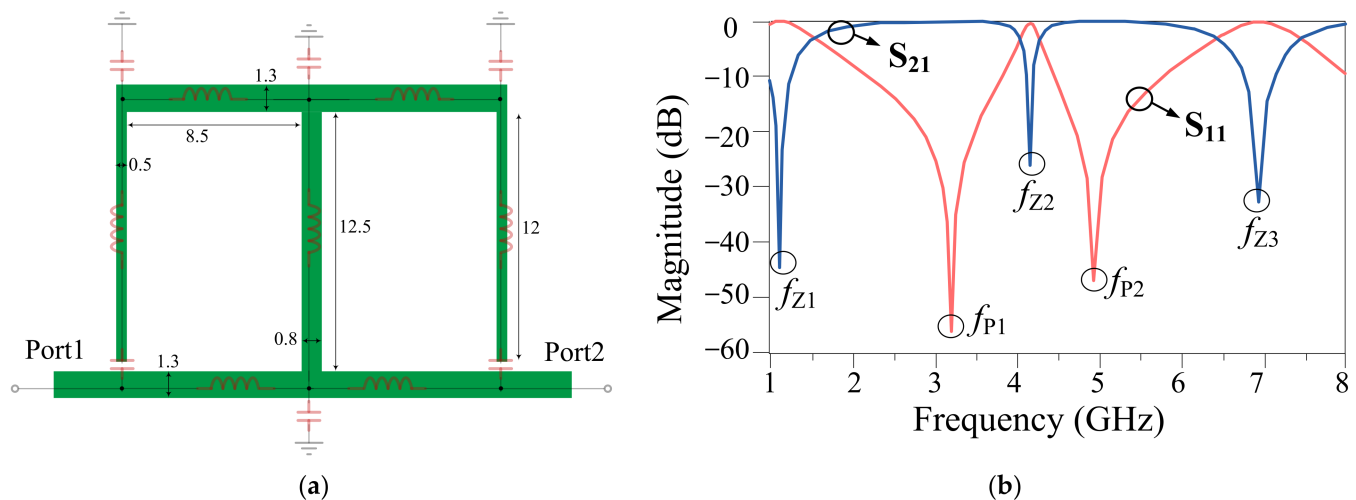 1.3
8.5
0.5
12.5
12
0.8
Port1
1.3
Port2
(a)
0
−10
−20
−30
−40
−50
−60
Magnitude (dB)
S21
S11
fZ1
fP1
fZ2
fP2
fZ3
1 2 3 4 5 6 7 8
Frequency (GHz)
(b)